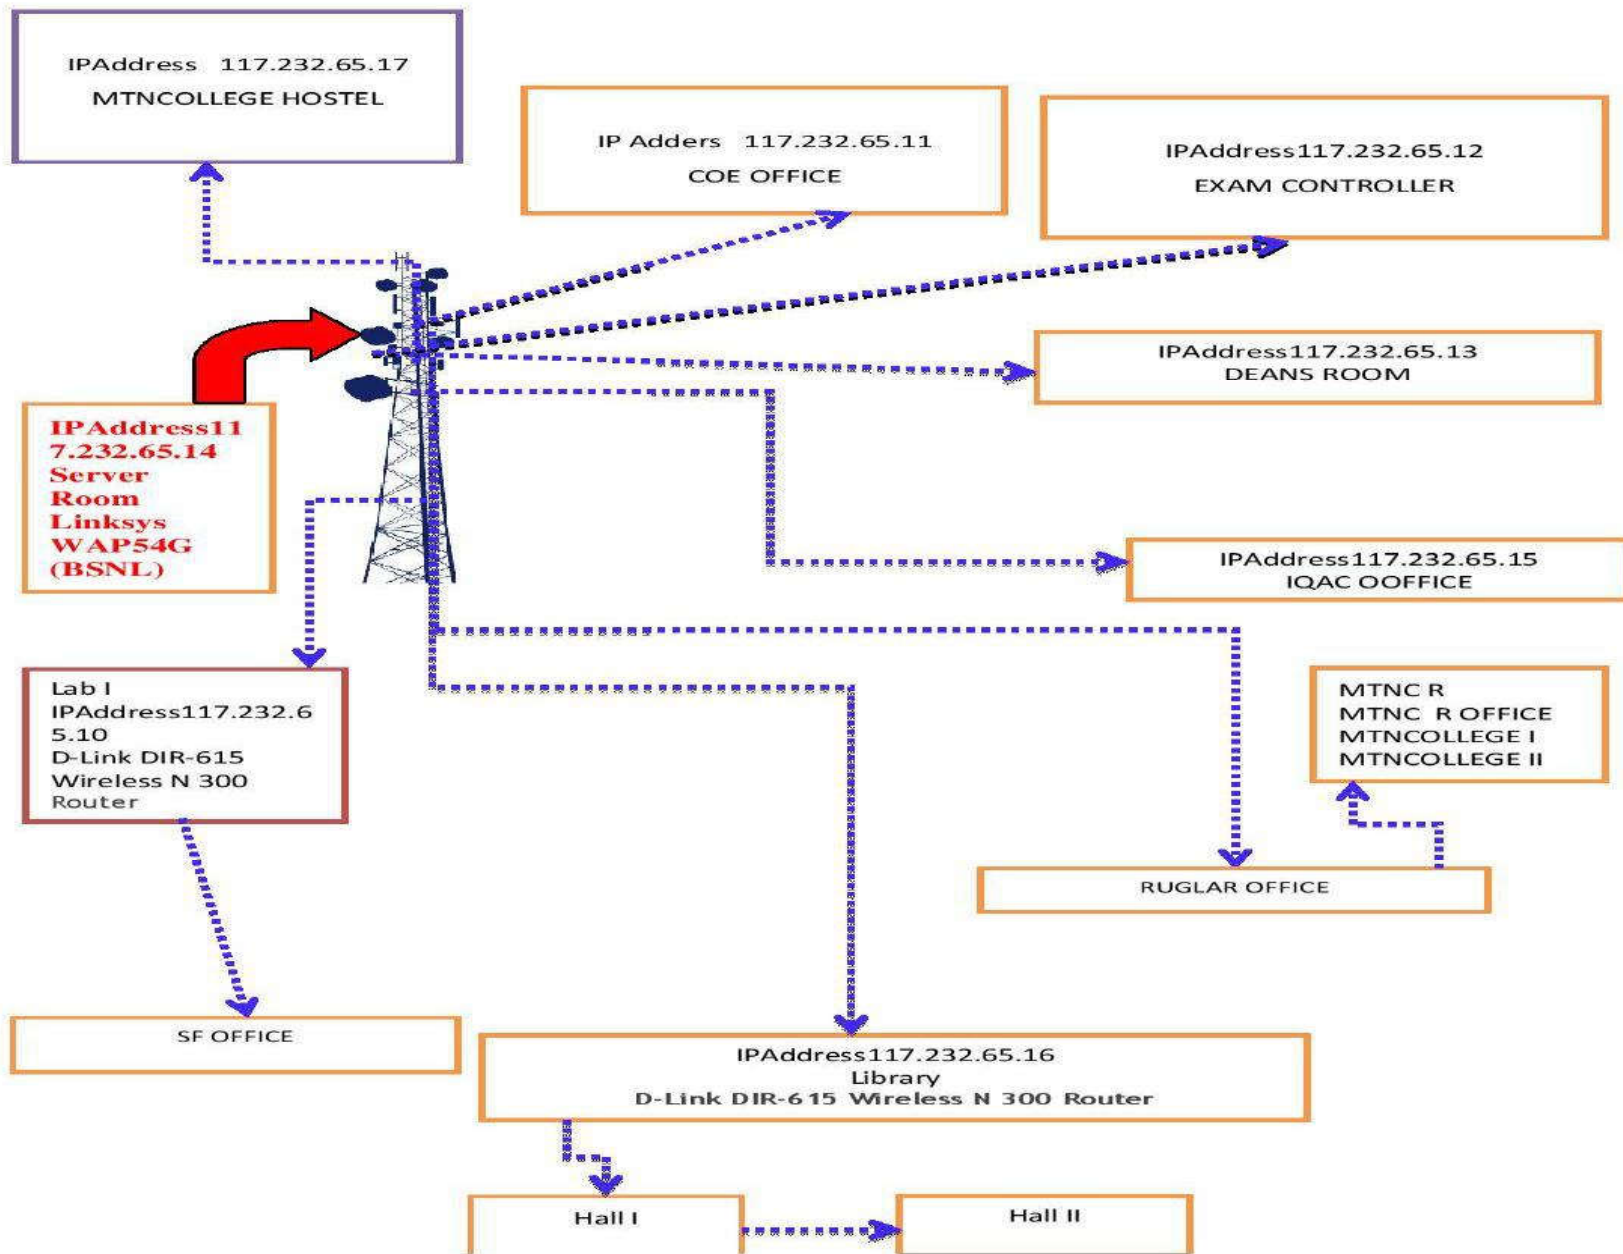 IPAddress 117.232.65.17
MTNCOLLEGE HOSTEL
IP Adders 117.232.65.11
COE OFFICE
IPAddress117.232.65.12
EXAM CONTROLLER
IPAddress117.232.65.13
DEANS ROOM
IPAddress11
7.232.65.14
Server
Room
Linksys
WAP54G
(BSNL)
IPAddress117.232.65.15
IQAC OOFFICE
Lab I
IPAddress117.232.6
5.10
D-Link DIR-615
Wireless N 300
Router
MTNC R
MTNC R OFFICE
MTNCOLLEGE I
MTNCOLLEGE II
RUGLAR OFFICE
SF OFFICE
IPAddress117.232.65.16
Library
D-Link DIR-615 Wireless N 300 Router
Hall I
Hall II